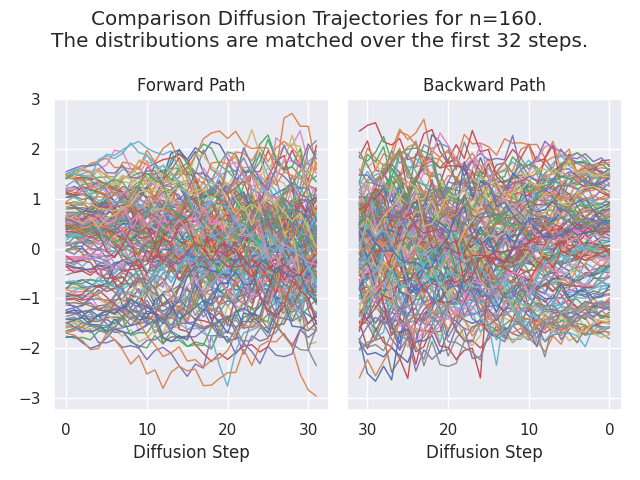 Comparison Diffusion Trajectories for n=160.
The distributions are matched over the first 32 steps.
Forward Path
Backward Path
3
2
1
0
−1
−2
−3
0 10 20 30
30 20 10 0
Diffusion Step
Diffusion Step